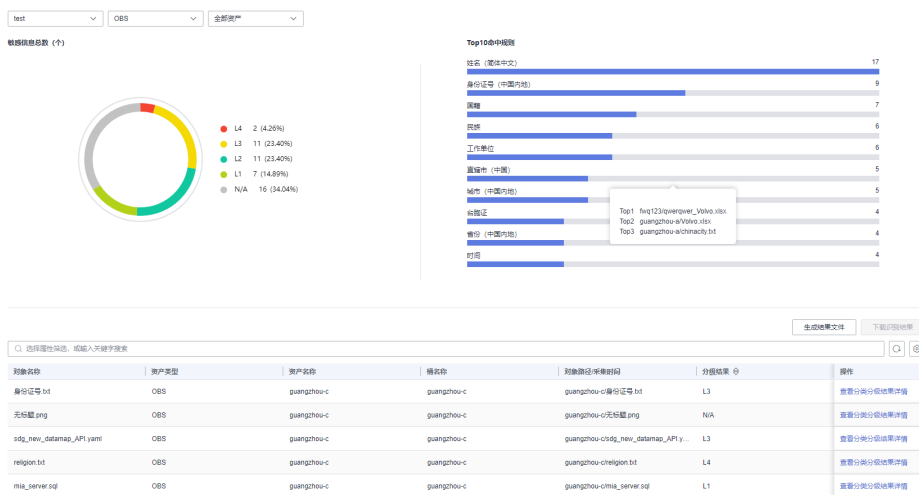 test
OBS
全部资产
敏感信息总数（个）
L4 2 (4.26%)
L3 11 (23.40%)
L2 11 (23.40%)
L1 7 (14.89%)
N/A 16 (34.04%)
Top10命中规则
姓名（简体中文） 17
身份证号（中国内地） 9
国籍 7
民族 6
工作单位 6
直辖市（中国） 5
城市（中国内地） 5
驾驶证 4
省份（中国内地） 4
时间 4
Top1 fwq123/qwerqwer_Volvo.xlsx
Top2 guangzhou-a/Volvo.xlsx
Top3 guangzhou-a/chinacity.txt
生成结果文件
下载识别结果
选择属性筛选，或输入关键字搜索
对象名称 资产类型 资产名称 桶名称 对象路径/采集时间 分级结果 操作
身份证号.txt OBS guangzhou-c guangzhou-c guangzhou-c/身份证号.txt L3 查看分类分级结果详情
无标题.png OBS guangzhou-c guangzhou-c guangzhou-c/无标题.png N/A 查看分类分级结果详情
sdg_new_datamap_API.yaml OBS guangzhou-c guangzhou-c guangzhou-c/sdg_new_datamap_API.y... L3 查看分类分级结果详情
religion.txt OBS guangzhou-c guangzhou-c guangzhou-c/religion.txt L4 查看分类分级结果详情
mia_server.sql OBS guangzhou-c guangzhou-c guangzhou-c/mia_server.sql L1 查看分类分级结果详情